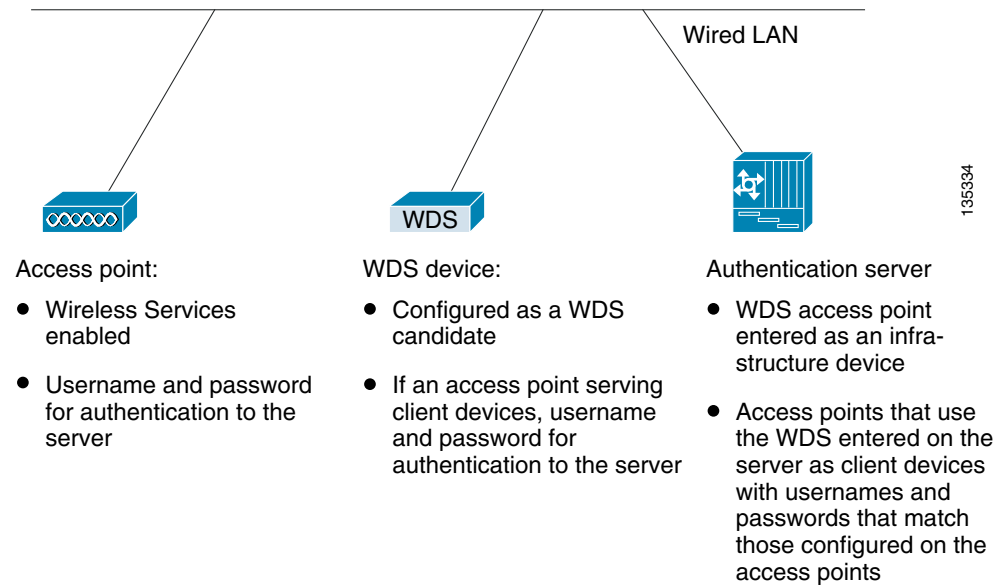 Wired LAN
WDS
135334
Access point:
• Wireless Services
enabled
• Username and password
for authentication to the
server
WDS device:
• Configured as a WDS
candidate
• If an access point serving
client devices, username
and password for
authentication to the server
Authentication server
• WDS access point
entered as an infra-
structure device
• Access points that use
the WDS entered on the
server as client devices
with usernames and
passwords that match
those configured on the
access points